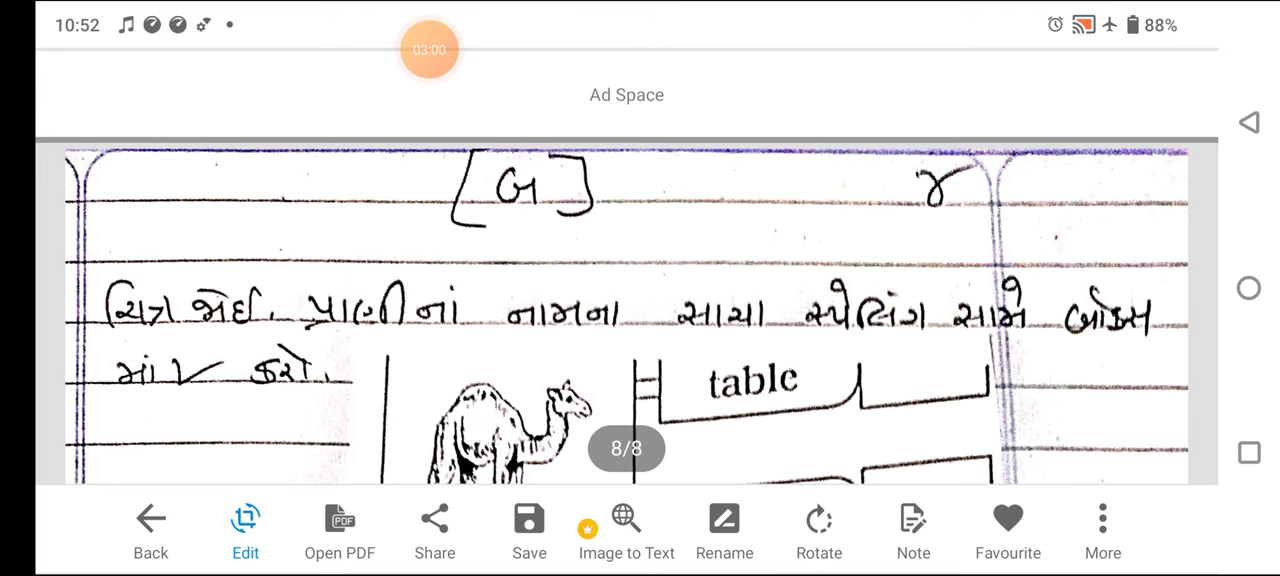 10:52
88%
03:00
Ad Space
[બ] ૪
ચિત્ર જોઈ. પ્રાણીનાં નામના સાચા સ્પેલિંગ સામે બોક્સ
માં ✓ કરો.
table
8/8
Back Edit Open PDF Share Save Image to Text Rename Rotate Note Favourite More
PDF